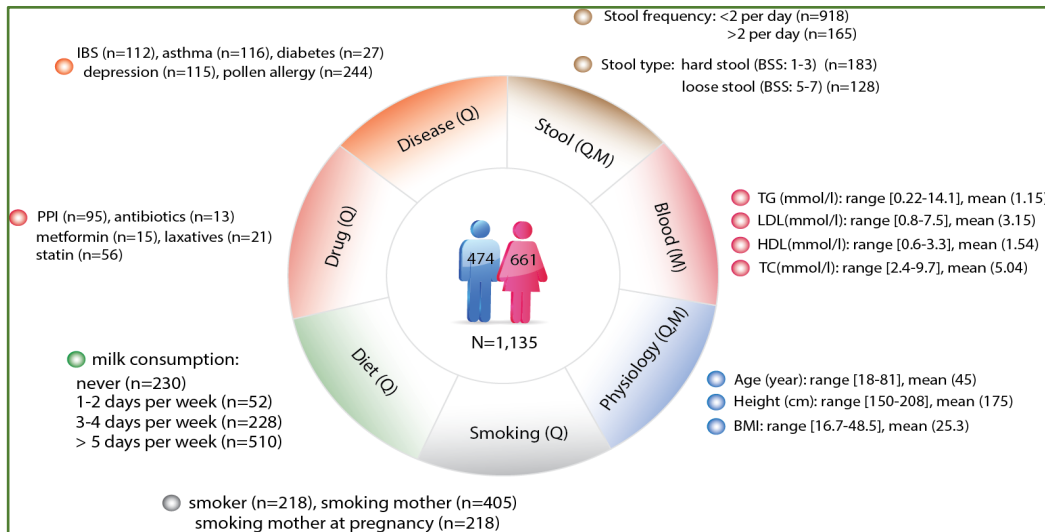 Stool frequency: <2 per day (n=918)
>2 per day (n=165)
Stool type: hard stool (BSS: 1-3) (n=183)
loose stool (BSS: 5-7) (n=128)
IBS (n=112), asthma (n=116), diabetes (n=27)
depression (n=115), pollen allergy (n=244)
Disease (Q)
Stool (Q,M)
PPI (n=95), antibiotics (n=13)
metformin (n=15), laxatives (n=21)
statin (n=56)
Drug (Q)
Blood (M)
TG (mmol/l): range [0.22-14.1], mean (1.15)
LDL(mmol/l): range [0.8-7.5], mean (3.15)
HDL(mmol/l): range [0.6-3.3], mean (1.54)
TC(mmol/l): range [2.4-9.7], mean (5.04)
474
661
N=1,135
milk consumption:
never (n=230)
1-2 days per week (n=52)
3-4 days per week (n=228)
> 5 days per week (n=510)
Diet (Q)
Physiology (Q,M)
Age (year): range [18-81], mean (45)
Height (cm): range [150-208], mean (175)
BMI: range [16.7-48.5], mean (25.3)
Smoking (Q)
smoker (n=218), smoking mother (n=405)
smoking mother at pregnancy (n=218)